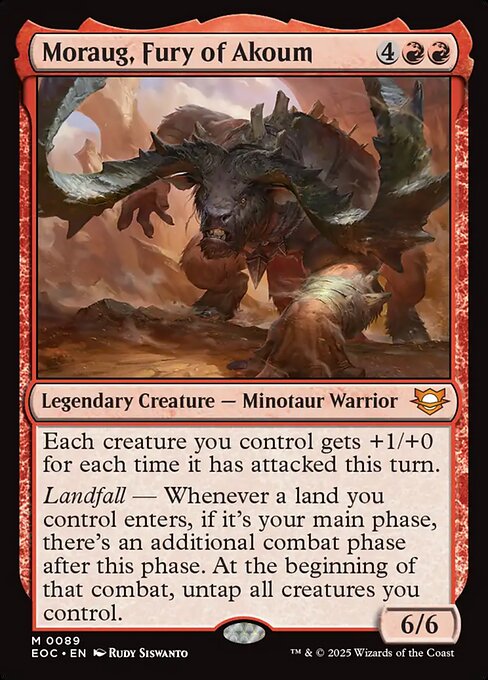 Moraug, Fury of Akoum 4
Legendary Creature — Minotaur Warrior
Each creature you control gets +1/+0
for each time it has attacked this turn.
Landfall — Whenever a land you
control enters, if it's your main phase,
there's an additional combat phase
after this phase. At the beginning of
that combat, untap all creatures you
control.
6/6
M 0089
EOC • EN Rudy Siswanto
™ & © 2025 Wizards of the Coast